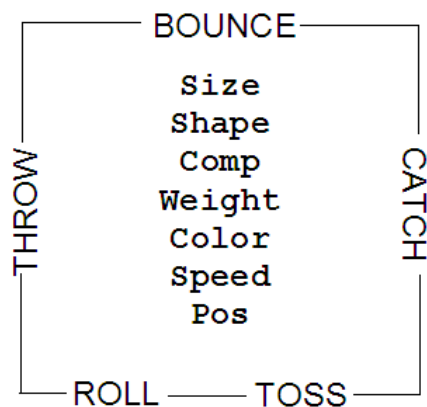 BOUNCE
Size
Shape
Comp
Weight
Color
Speed
Pos
THROW
CATCH
ROLL
TOSS